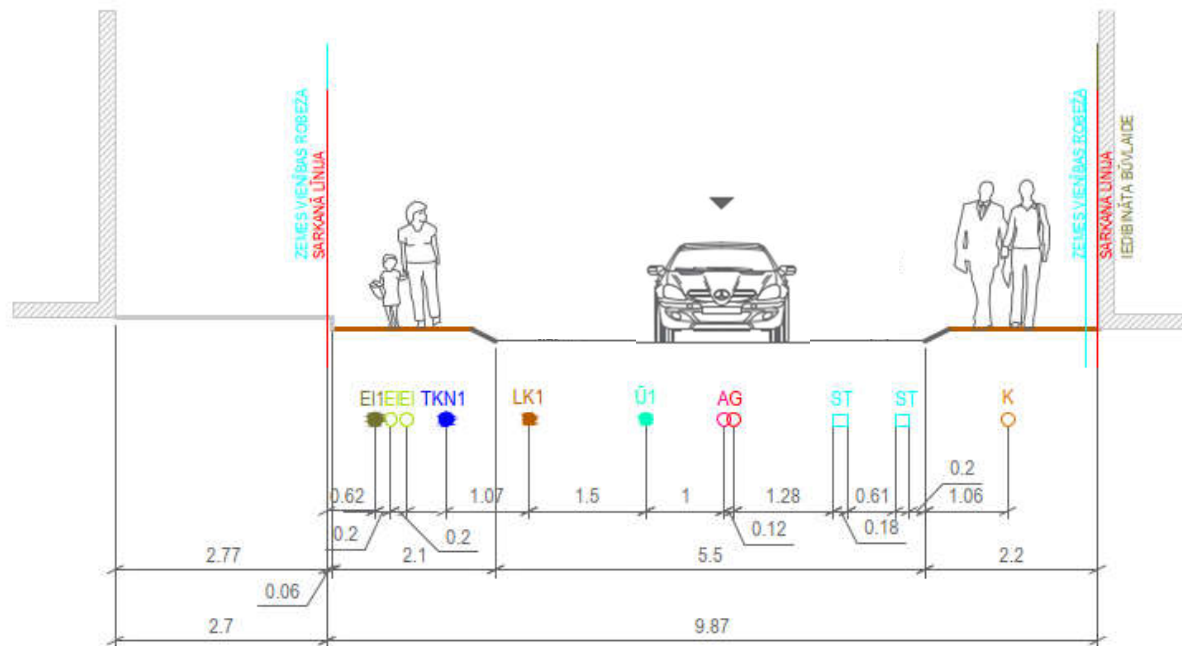 ZEMES VIENĪBAS ROBEŽA
SARKANĀ LĪNIJA
ZEMES VIENĪBAS ROBEŽA
SARKANĀ LĪNIJA
IEDIBINĀTA BŪVLAIDE
EI1 EI EI TKN1 LK1 Ū1 A G ST ST K
0.62 1.07 1.5 1 1.28 0.61 0.2 1.06
0.2 0.2 0.12 0.18
2.77 2.1 5.5 2.2
0.06
2.7 9.87